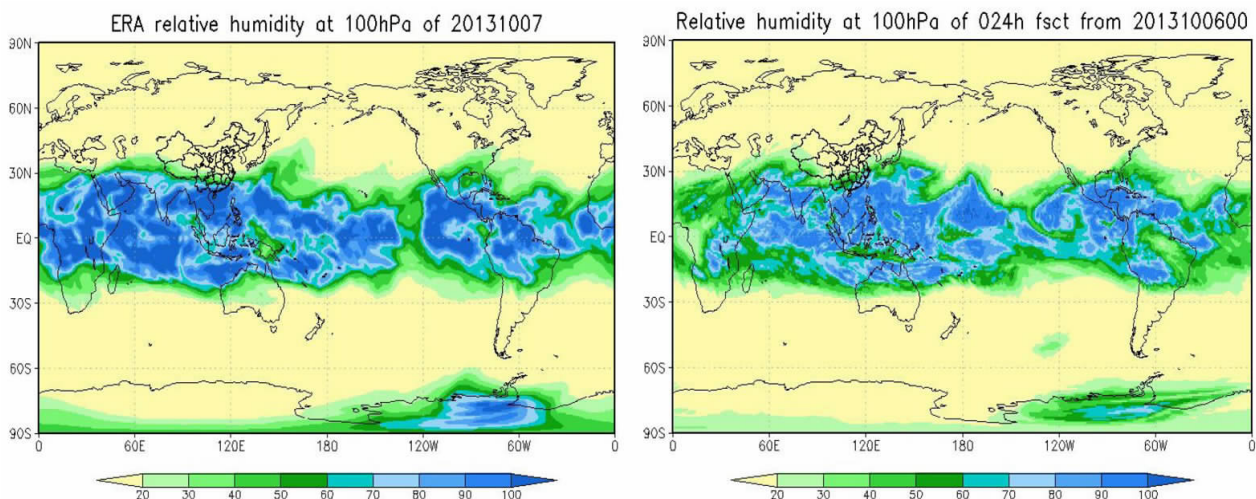 ERA relative humidity at 100hPa of 20131007
90N
60N
30N
EQ
30S
60S
90S
0 60E 120E 180 120W 60W 0
20 30 40 50 60 70 80 90 100
Relative humidity at 100hPa of 024h fsct from 2013100600
90N
60N
30N
EQ
30S
60S
90S
0 60E 120E 180 120W 60W 0
20 30 40 50 60 70 80 90 100